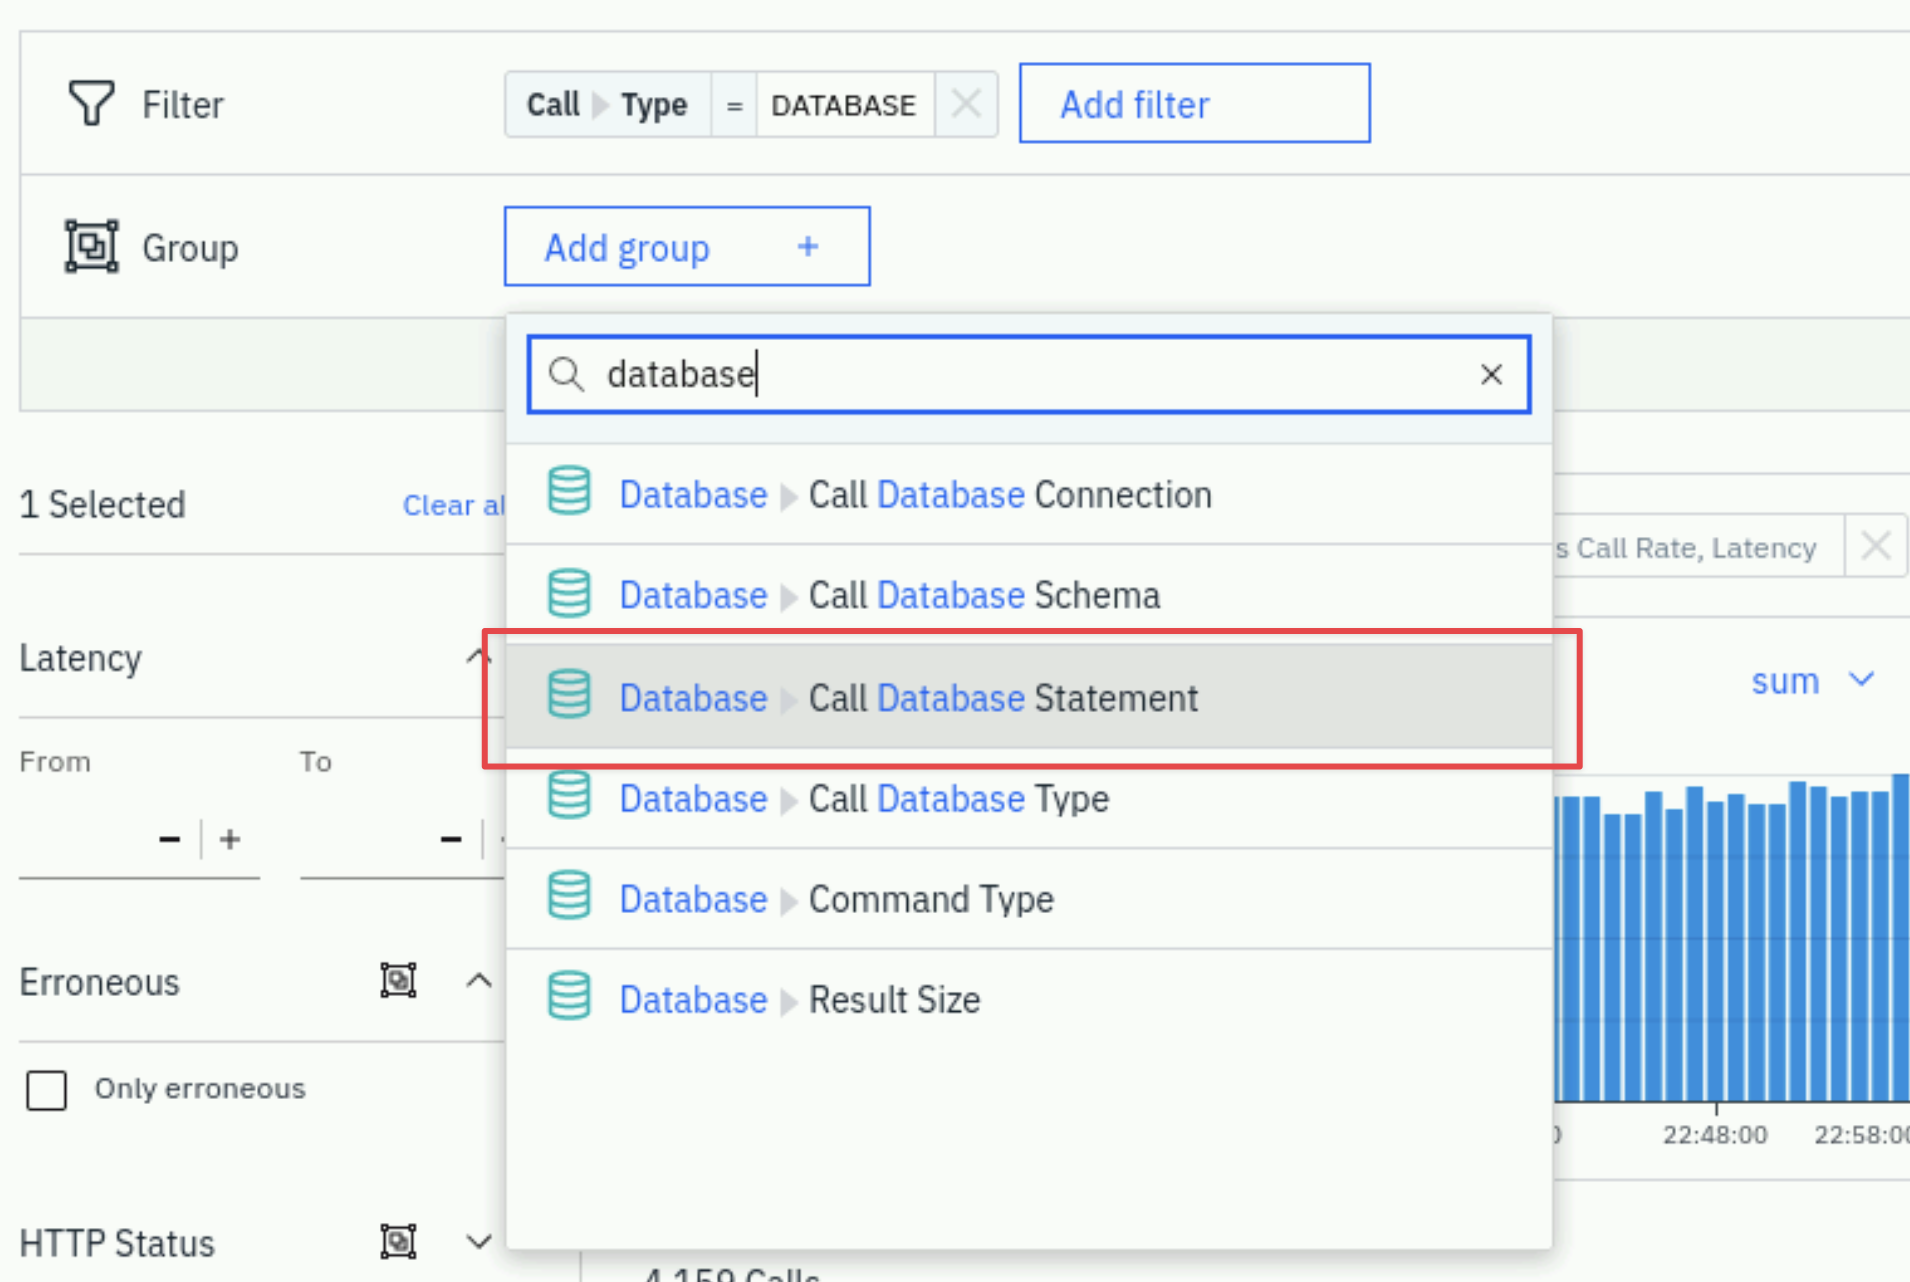 Filter
Call Type = DATABASE
Add filter
Group
Add group +
database
1 Selected
Clear al
Database Call Database Connection
s Call Rate, Latency
Database Call Database Schema
Latency
sum
Database Call Database Statement
From
To
Database Call Database Type
Database Command Type
Erroneous
Database Result Size
Only erroneous
22:48:00
22:58:00
HTTP Status
4,159 Calls